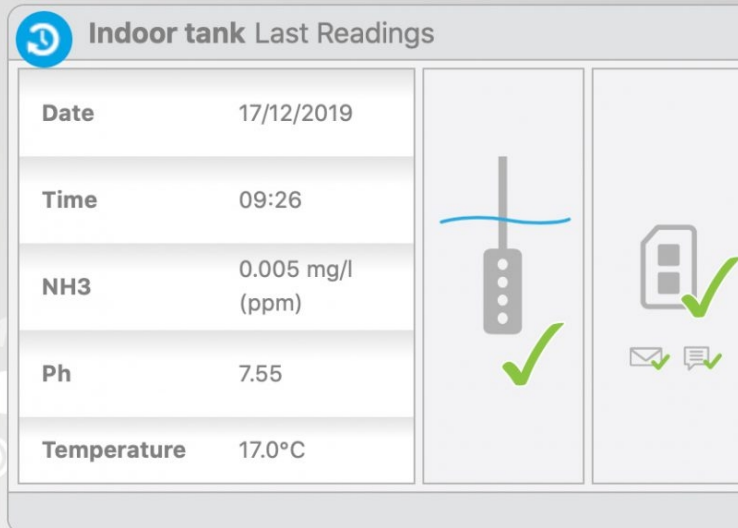 Indoor tank Last Readings
Date 17/12/2019
Time 09:26
NH3 0.005 mg/l
(ppm)
Ph 7.55
Temperature 17.0°C